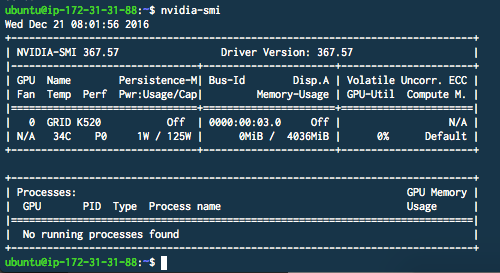 ubuntu@ip-172-31-31-88:~$ nvidia-smi
Wed Dec 21 08:01:56 2016
+-----------------------------------------------------------------------------+
| NVIDIA-SMI 367.57                 Driver Version: 367.57                    |
|-------------------------------+----------------------+----------------------+
| GPU  Name        Persistence-M| Bus-Id        Disp.A | Volatile Uncorr. ECC |
| Fan  Temp  Perf  Pwr:Usage/Cap|         Memory-Usage | GPU-Util  Compute M. |
|===============================+======================+======================|
|   0  GRID K520           Off  | 0000:00:03.0     Off |                  N/A |
| N/A   34C    P0     1W / 125W |      0MiB /  4036MiB |      0%      Default |
+-------------------------------+----------------------+----------------------+
+-----------------------------------------------------------------------------+
| Processes:                                                       GPU Memory |
|  GPU       PID  Type  Process name                               Usage      |
|=============================================================================|
|  No running processes found                                                 |
+-----------------------------------------------------------------------------+
ubuntu@ip-172-31-31-88:~$